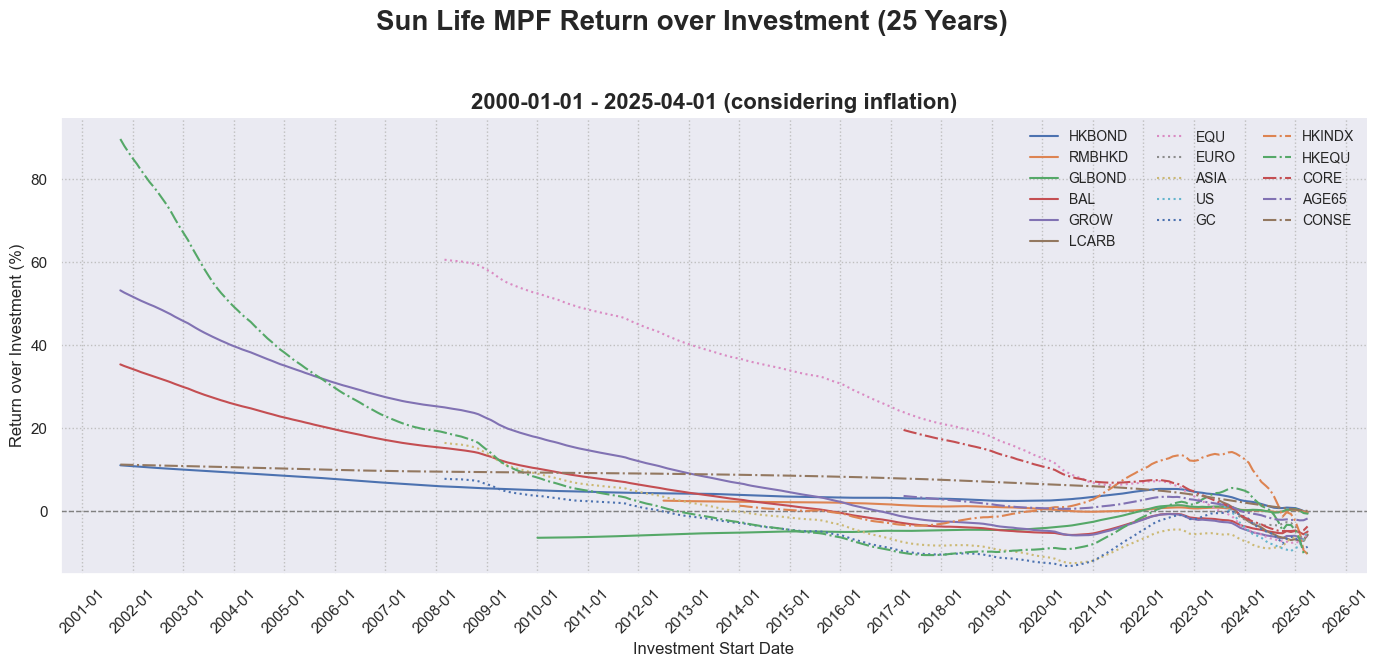 Sun Life MPF Return over Investment (25 Years)
2000-01-01 - 2025-04-01 (considering inflation)
HKBOND
RMBHKD
GLBOND
BAL
GROW
LCARB
EQU
EURO
ASIA
US
GC
HKINDX
HKEQU
CORE
AGE65
CONSE
Return over Investment (%)
80
60
40
20
0
2001-01
2002-01
2003-01
2004-01
2005-01
2006-01
2007-01
2008-01
2009-01
2010-01
2011-01
2012-01
2013-01
2014-01
2015-01
2016-01
2017-01
2018-01
2019-01
2020-01
2021-01
2022-01
2023-01
2024-01
2025-01
2026-01
Investment Start Date